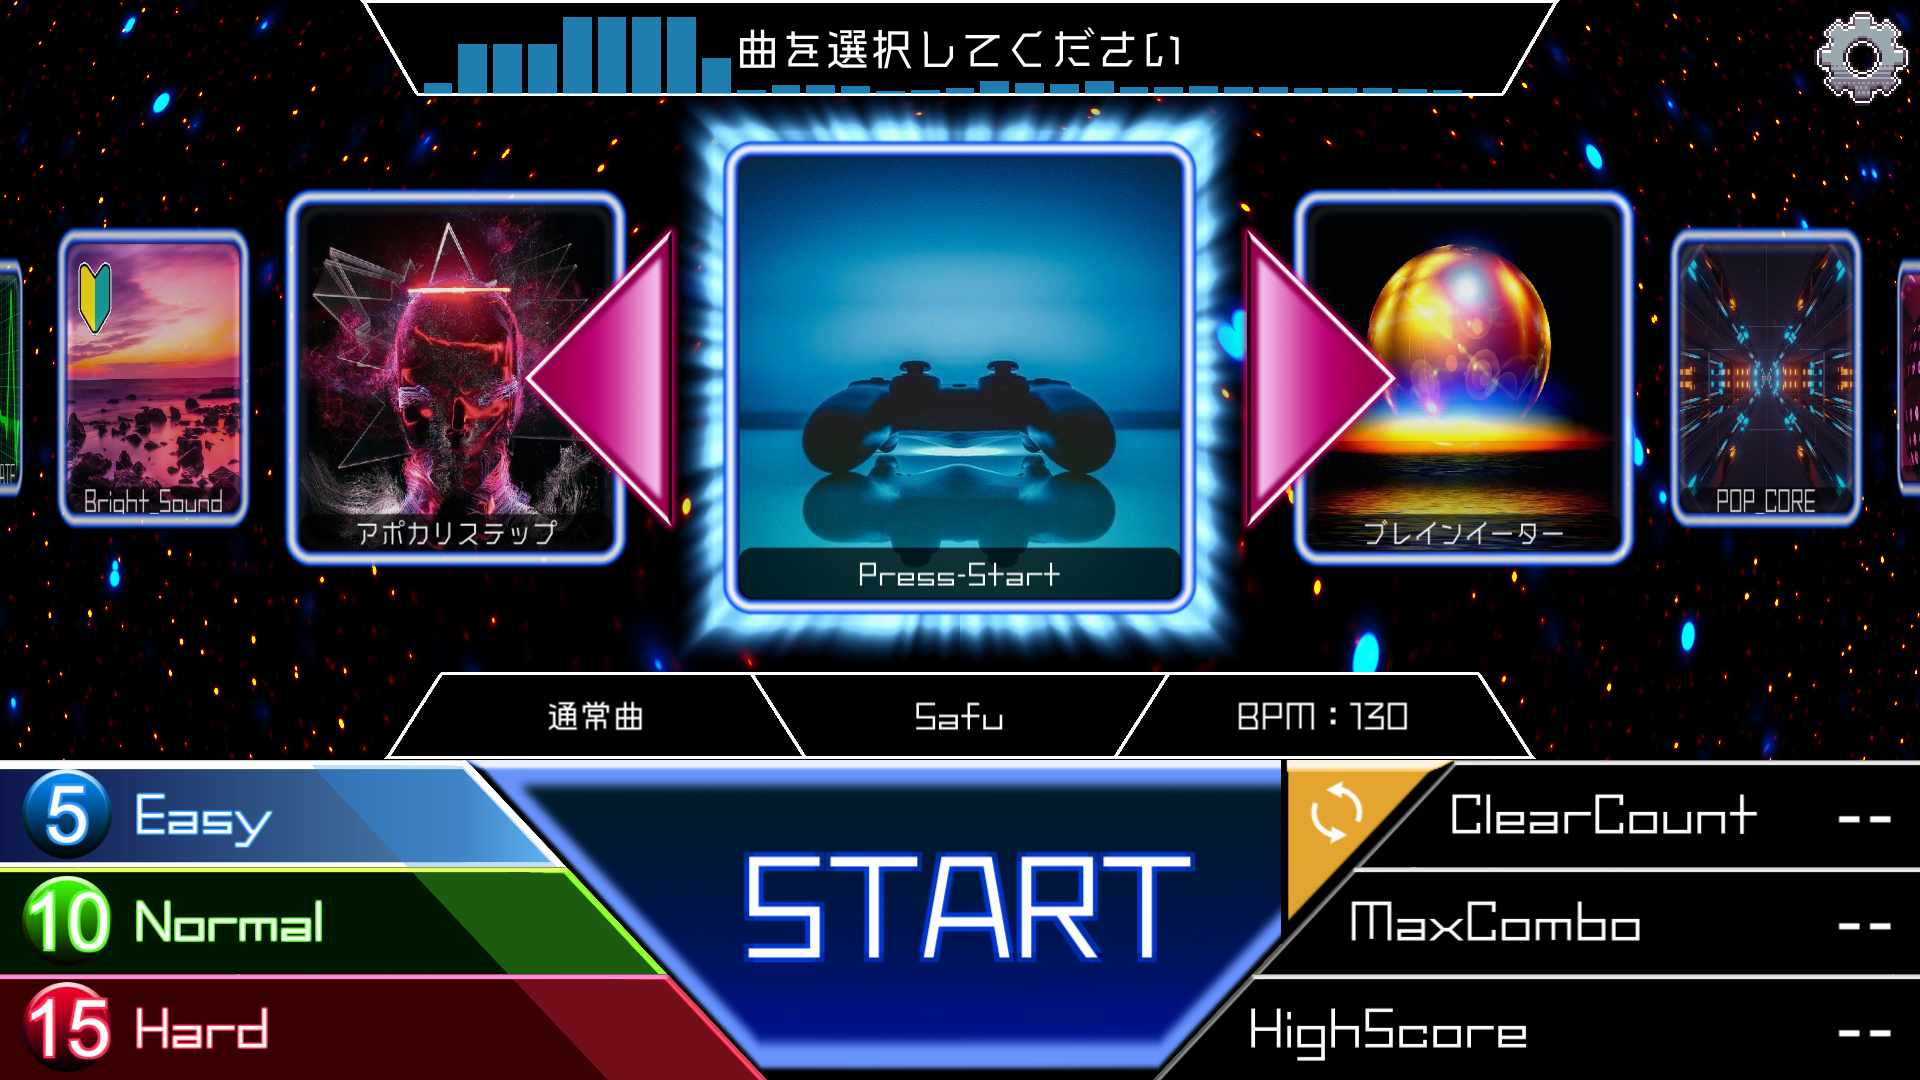 曲を選択してください
Bright_Sound
アポカリステップ
Press-Start
ブレインイーター
POP_CORE
通常曲
Safu
BPM：130
5 Easy
10 Normal
15 Hard
START
ClearCount --
MaxCombo --
HighScore --